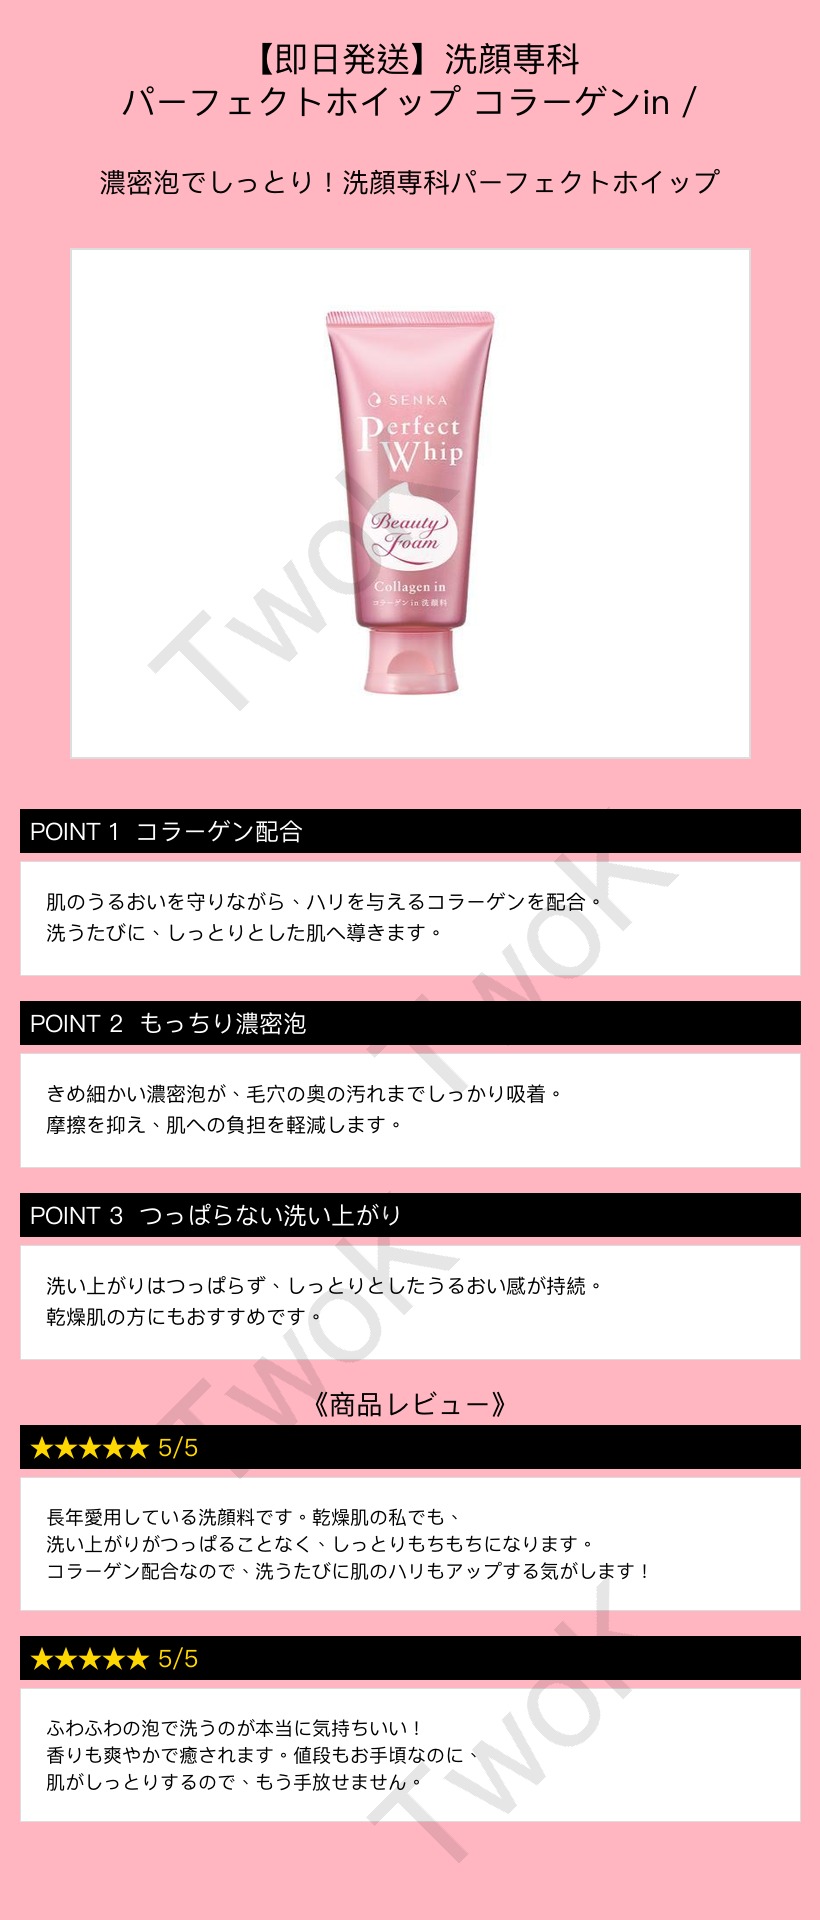 【即日発送】洗顔専科
パーフェクトホイップ コラーゲンin /
濃密泡でしっとり！洗顔専科パーフェクトホイップ
SENKA
Perfect
Whip
Beauty
Foam
Collagen in
コラーゲン in 洗顔料
Twok
POINT 1 コラーゲン配合
肌のうるおいを守りながら、ハリを与えるコラーゲンを配合。
洗うたびに、しっとりとした肌へ導きます。
Twok
POINT 2 もっちり濃密泡
きめ細かい濃密泡が、毛穴の奥の汚れまでしっかり吸着。
摩擦を抑え、肌への負担を軽減します。
POINT 3 つっぱらない洗い上がり
洗い上がりはつっぱらず、しっとりとしたうるおい感が持続。
乾燥肌の方にもおすすめです。
Twok
《商品レビュー》
★★★★★ 5/5
長年愛用している洗顔料です。乾燥肌の私でも、
洗い上がりがつっぱることなく、しっとりもちもちになります。
コラーゲン配合なので、洗うたびに肌のハリもアップする気がします！
★★★★★ 5/5
ふわふわの泡で洗うのが本当に気持ちいい！
香りも爽やかで癒されます。値段もお手頃なのに、
肌がしっとりするので、もう手放せません。
Twok